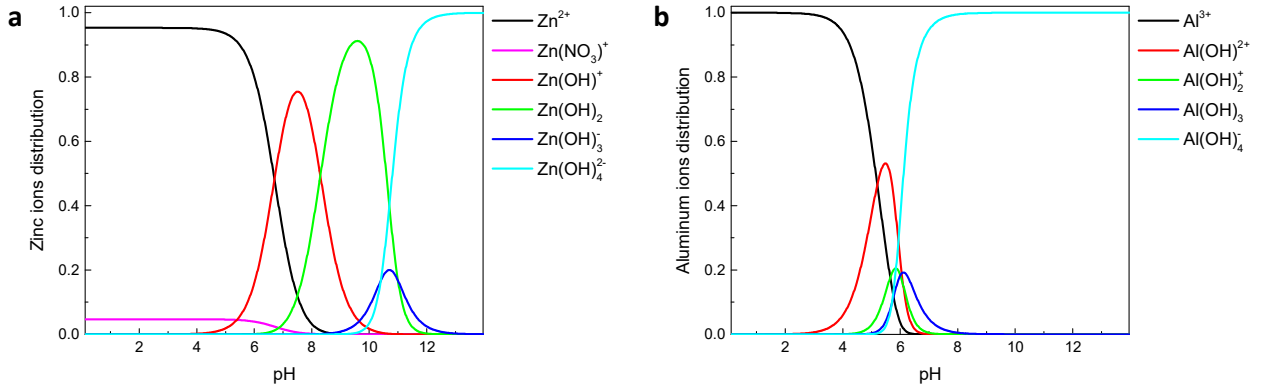 a
Zinc ions distribution
1.0
0.8
0.6
0.4
0.2
0.0
2 4 6 8 10 12
pH
Zn²⁺
Zn(NO₃)⁺
Zn(OH)⁺
Zn(OH)₂
Zn(OH)₃⁻
Zn(OH)₄²⁻
b
Aluminum ions distribution
1.0
0.8
0.6
0.4
0.2
0.0
2 4 6 8 10 12
pH
Al³⁺
Al(OH)²⁺
Al(OH)₂⁺
Al(OH)₃
Al(OH)₄⁻